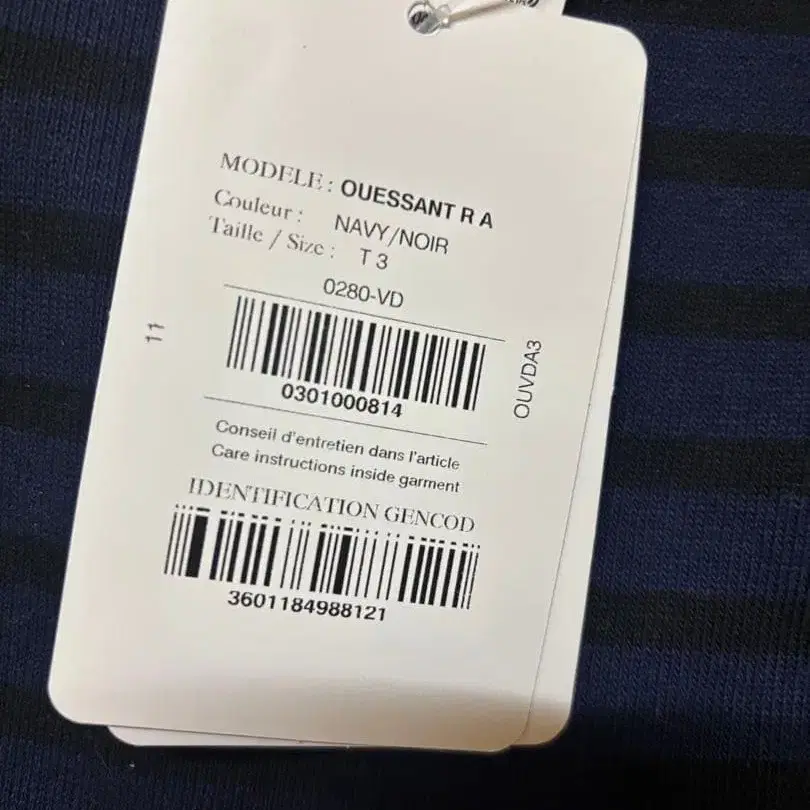 MODELE : OUESSANT R A
Couleur : NAVY/NOIR
Taille / Size : T 3
0280-VD
0301000814
11
OUVDA3
Conseil d'entretien dans l'article
Care instructions inside garment
IDENTIFICATION GENCOD
3601184988121